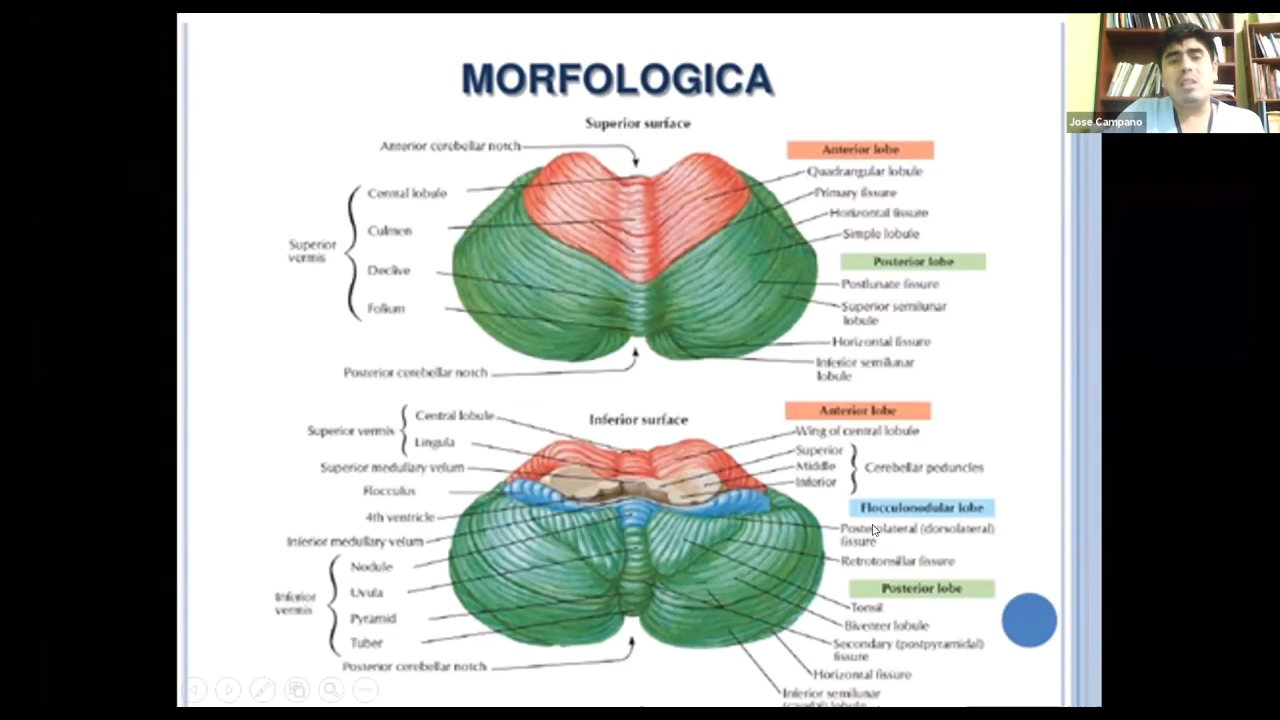 MORFOLOGICA
Jose Campano
Superior surface
Anterior cerebellar notch
Central lobule
Culmen
Declive
Folium
Superior
vermis
Posterior cerebellar notch
Anterior lobe
Quadrangular lobule
Primary fissure
Horizontal fissure
Simple lobule
Posterior lobe
Postlunate fissure
Superior semilunar
lobule
Horizontal fissure
Inferior semilunar
lobule
Inferior surface
Superior vermis
Central lobule
Lingula
Superior medullary velum
Flocculus
4th ventricle
Inferior medullary velum
Inferior
vermis
Nodule
Uvula
Pyramid
Tuber
Posterior cerebellar notch
Anterior lobe
Wing of central lobule
Superior
Middle
Inferior
Cerebellar peduncles
Flocculonodular lobe
Posterolateral (dorsolateral)
fissure
Retrotonsillar fissure
Posterior lobe
Tonsil
Biventer lobule
Secondary (postpyramidal)
fissure
Horizontal fissure
Inferior semilunar
(caudal) lobule